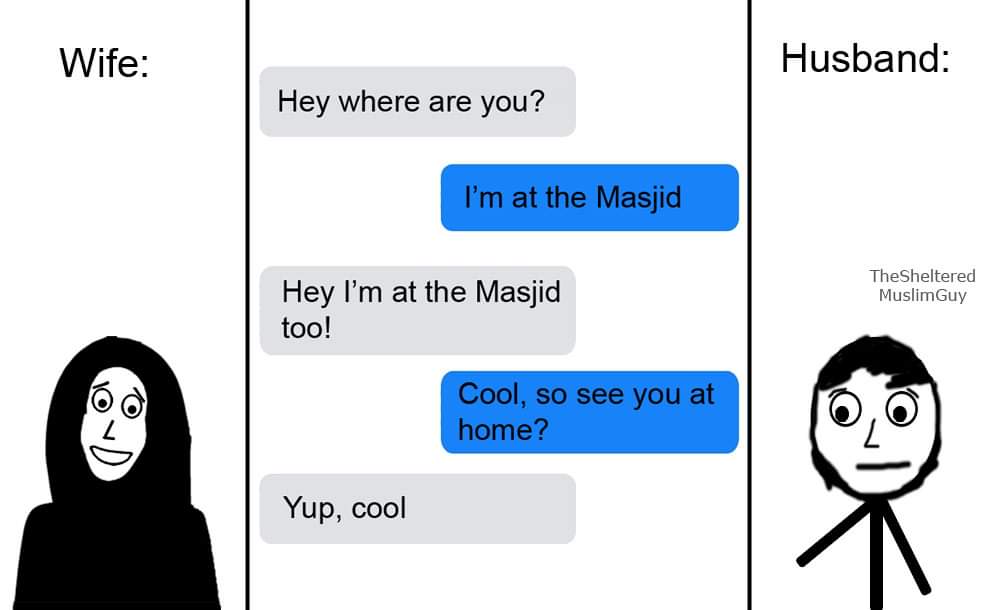 Wife:
Husband:
Hey where are you?
I'm at the Masjid
Hey I'm at the Masjid
too!
Cool, so see you at
home?
Yup, cool
TheSheltered
MuslimGuy